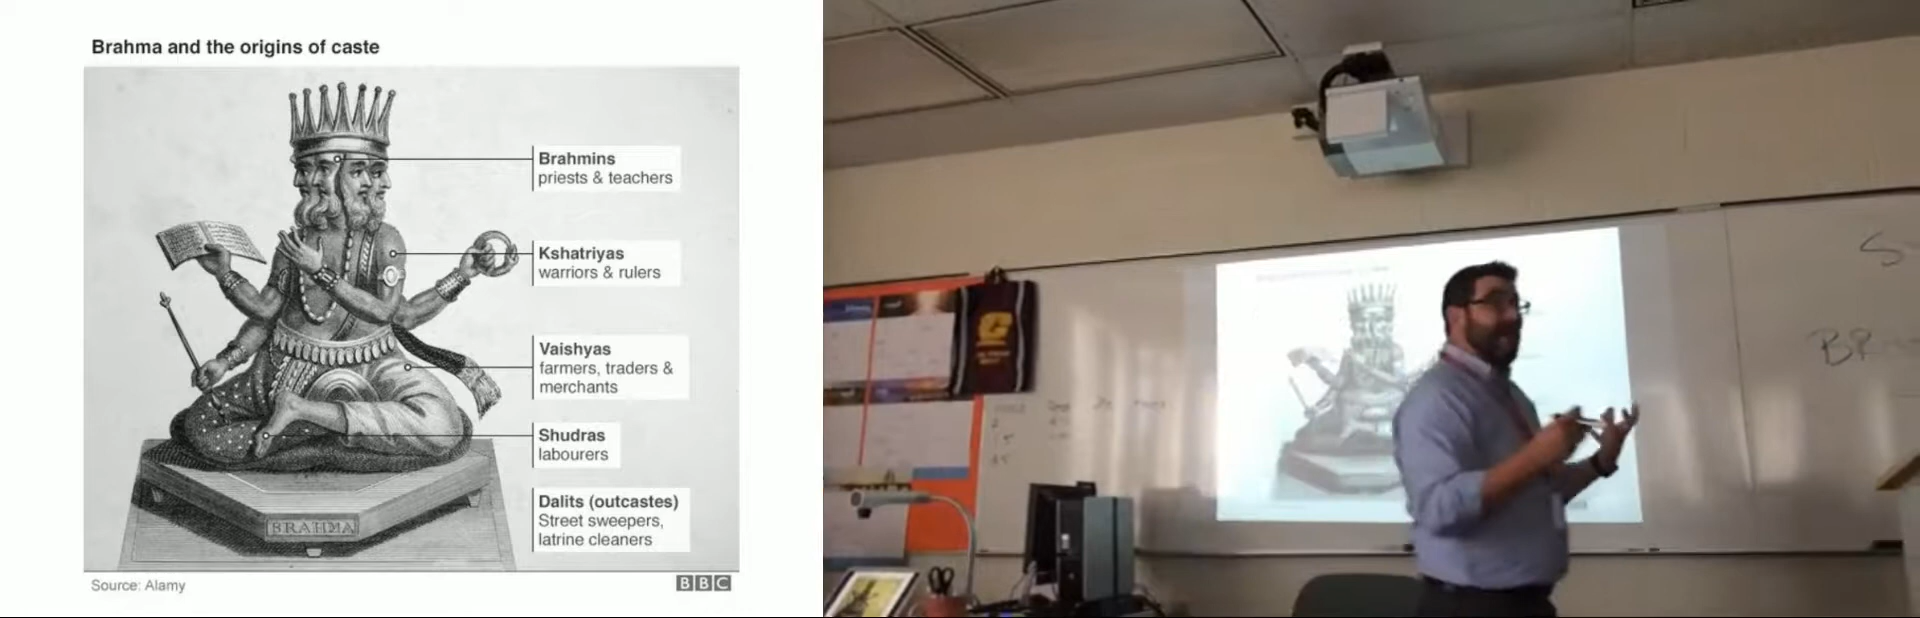 Brahma and the origins of caste
Brahmins
priests & teachers
Kshatriyas
warriors & rulers
Vaishyas
farmers, traders &
merchants
Shudras
labourers
Dalits (outcastes)
Street sweepers,
latrine cleaners
BRAHMA
Source: Alamy
BBC